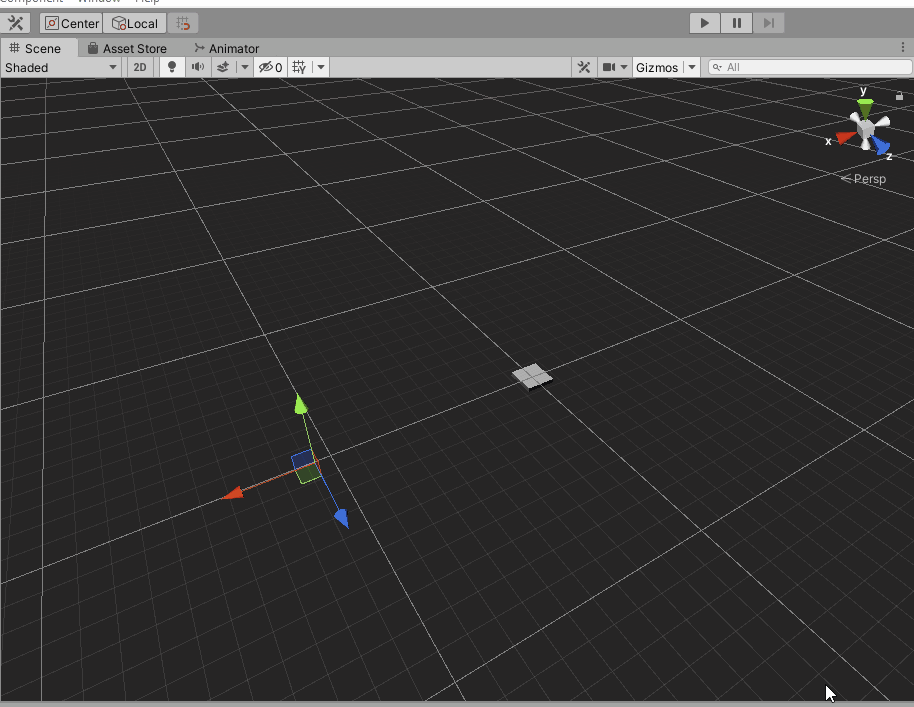 Component Window Help
Center Local
Scene Asset Store Animator
Shaded 2D 0 Gizmos All
y
x
z
< Persp